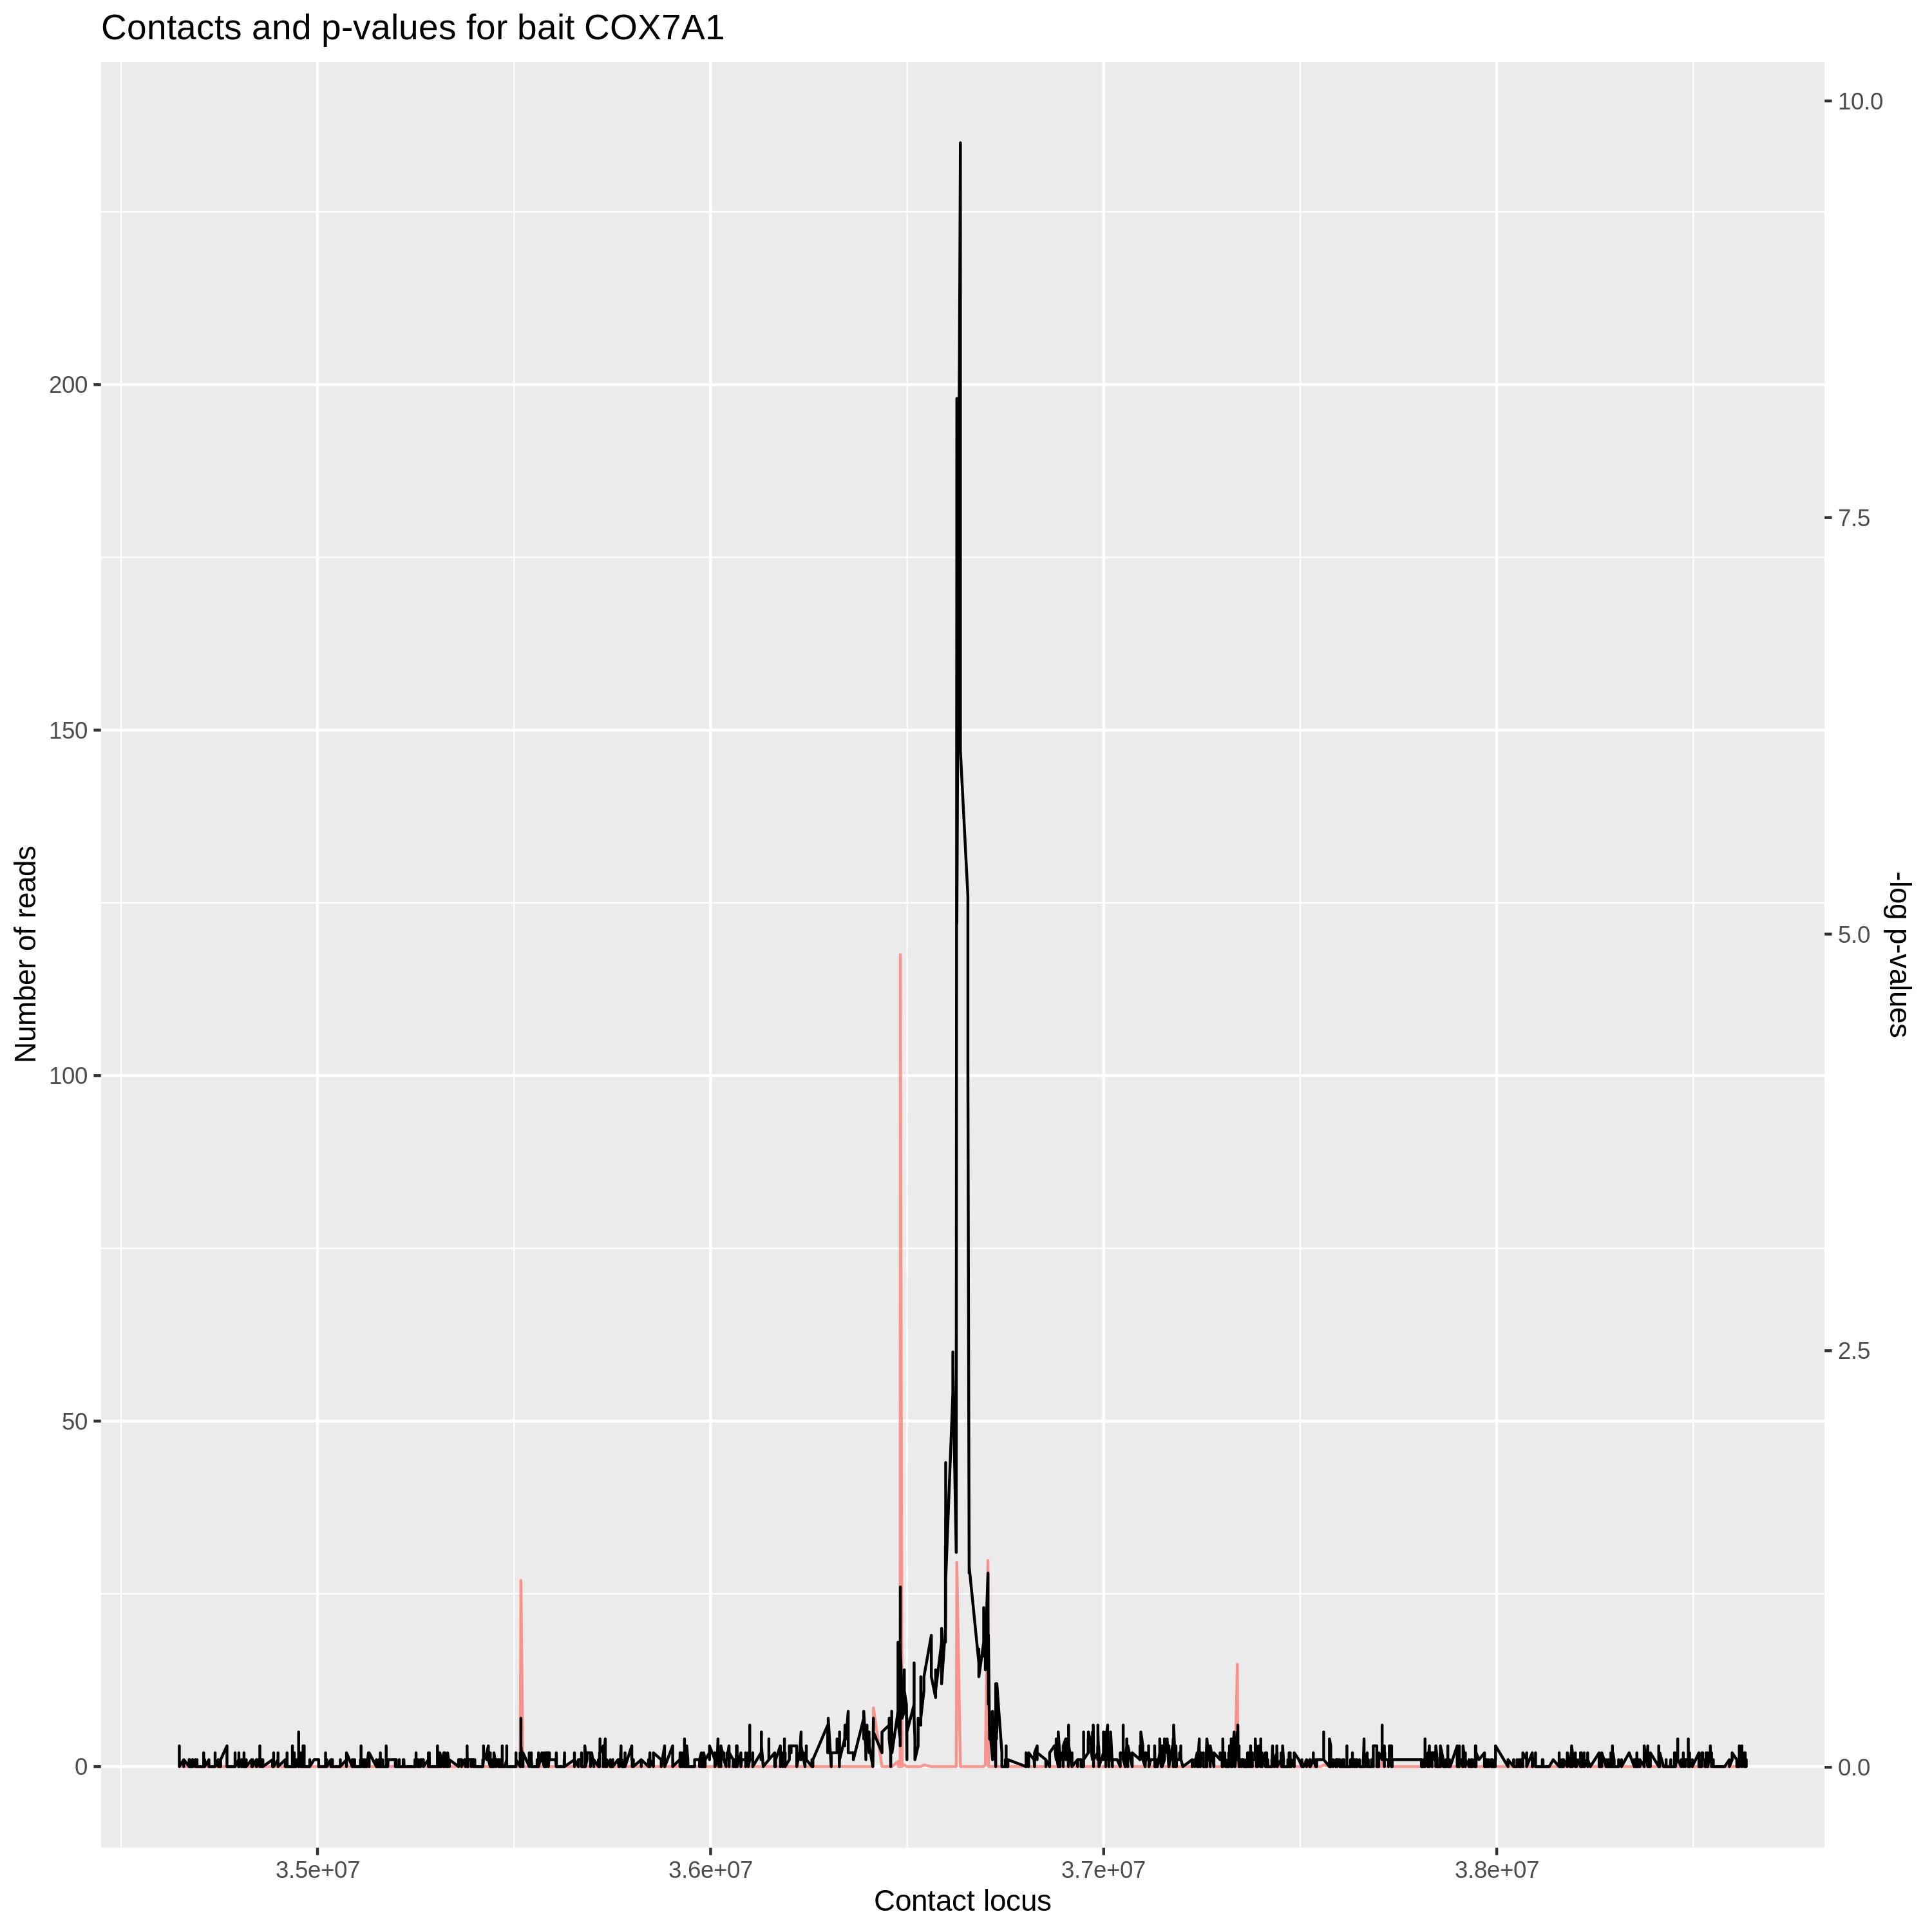 Contacts and p-values for bait COX7A1
10.0
200
7.5
150
Number of reads
5.0
-log p-values
100
2.5
50
0
0.0
3.5e+07
3.6e+07
3.7e+07
3.8e+07
Contact locus